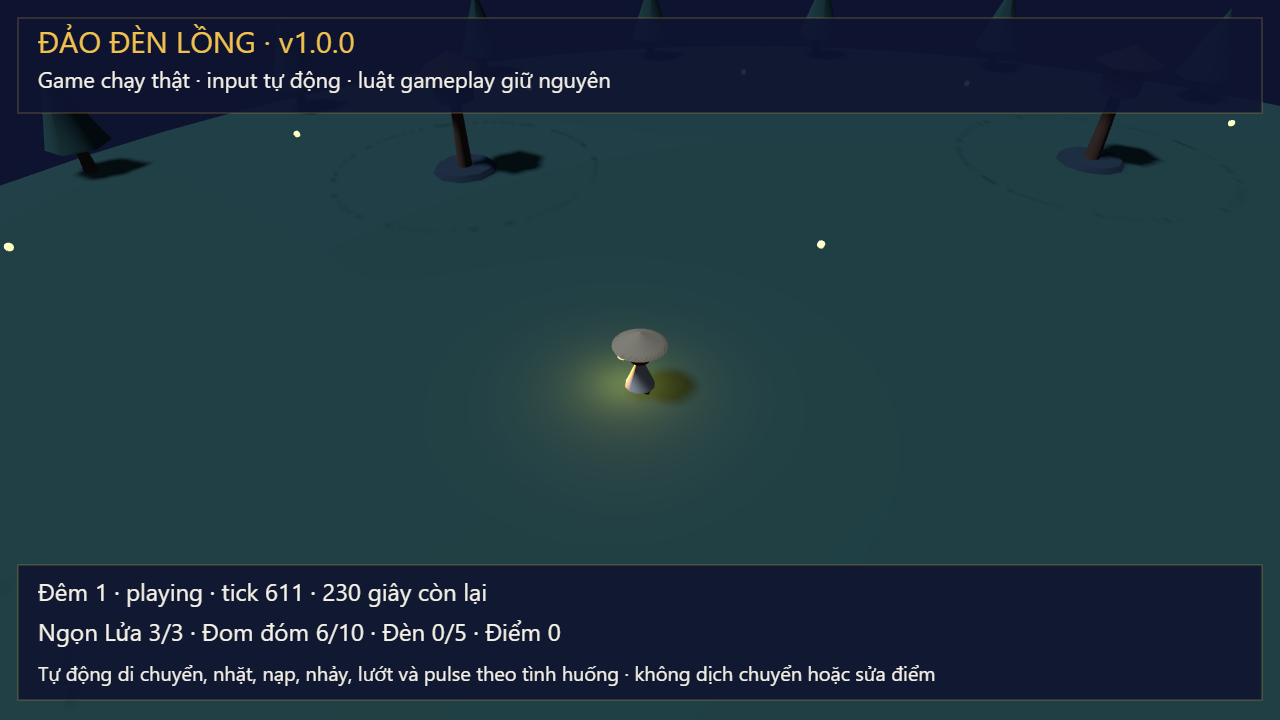 ĐẢO ĐÈN LỒNG · v1.0.0
Game chạy thật · input tự động · luật gameplay giữ nguyên
Đêm 1 · playing · tick 611 · 230 giây còn lại
Ngọn Lửa 3/3 · Đom đóm 6/10 · Đèn 0/5 · Điểm 0
Tự động di chuyển, nhặt, nạp, nhảy, lướt và pulse theo tình huống · không dịch chuyển hoặc sửa điểm